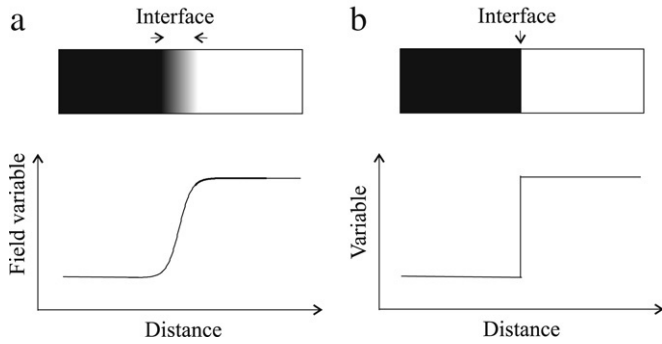 a
Interface
Field variable
Distance
b
Interface
Variable
Distance